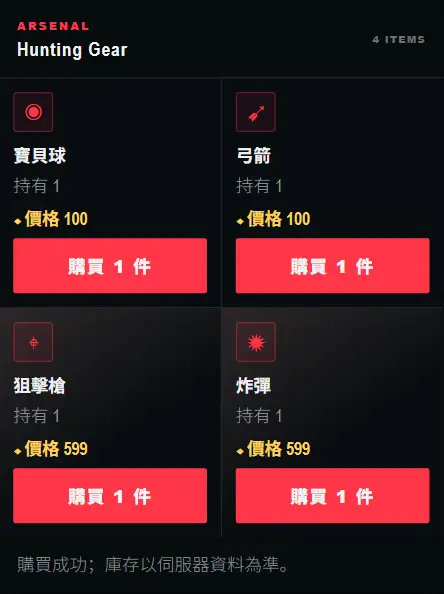 ARSENAL
Hunting Gear
4 ITEMS
寶貝球
持有 1
價格 100
購買 1 件
弓箭
持有 1
價格 100
購買 1 件
狙擊槍
持有 1
價格 599
購買 1 件
炸彈
持有 1
價格 599
購買 1 件
購買成功；庫存以伺服器資料為準。